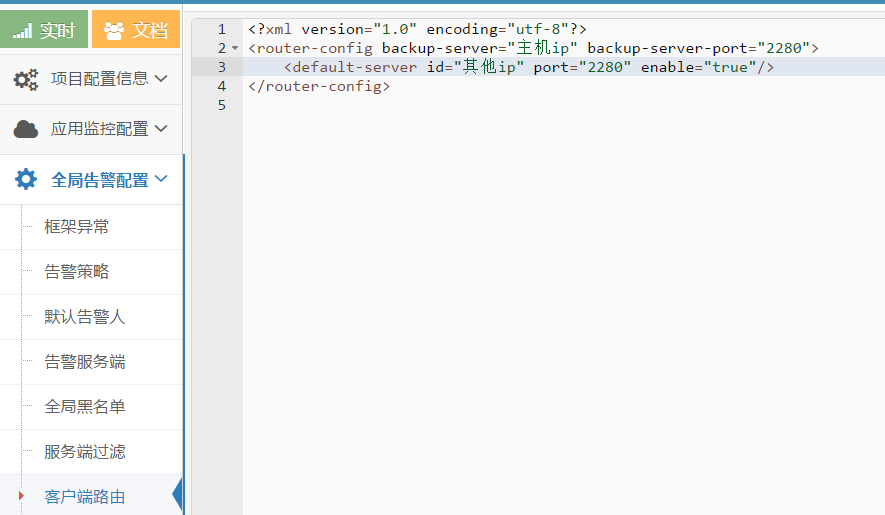 实时 文档
项目配置信息
应用监控配置
全局告警配置
框架异常
告警策略
默认告警人
告警服务端
全局黑名单
服务端过滤
客户端路由
1 <?xml version="1.0" encoding="utf-8"?>
2 <router-config backup-server="主机ip" backup-server-port="2280">
3 <default-server id="其他ip" port="2280" enable="true"/>
4 </router-config>
5